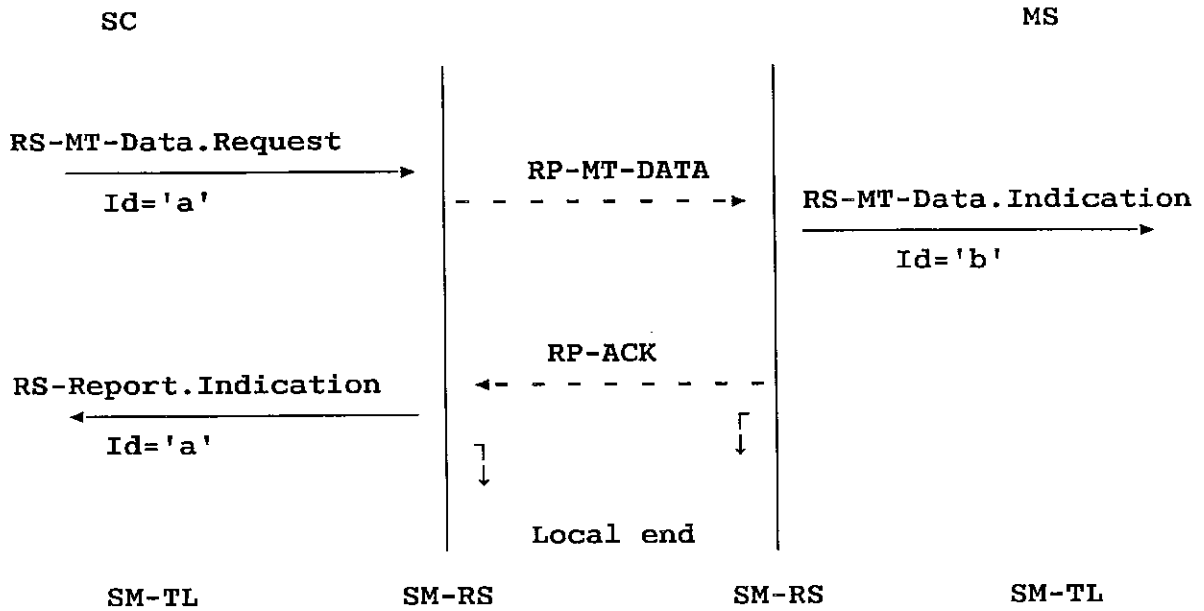 SC
MS
RS-MT-Data.Request
Id='a'
RP-MT-DATA
RS-MT-Data.Indication
Id='b'
RP-ACK
RS-Report.Indication
Id='a'
Local end
SM-TL SM-RS SM-RS SM-TL